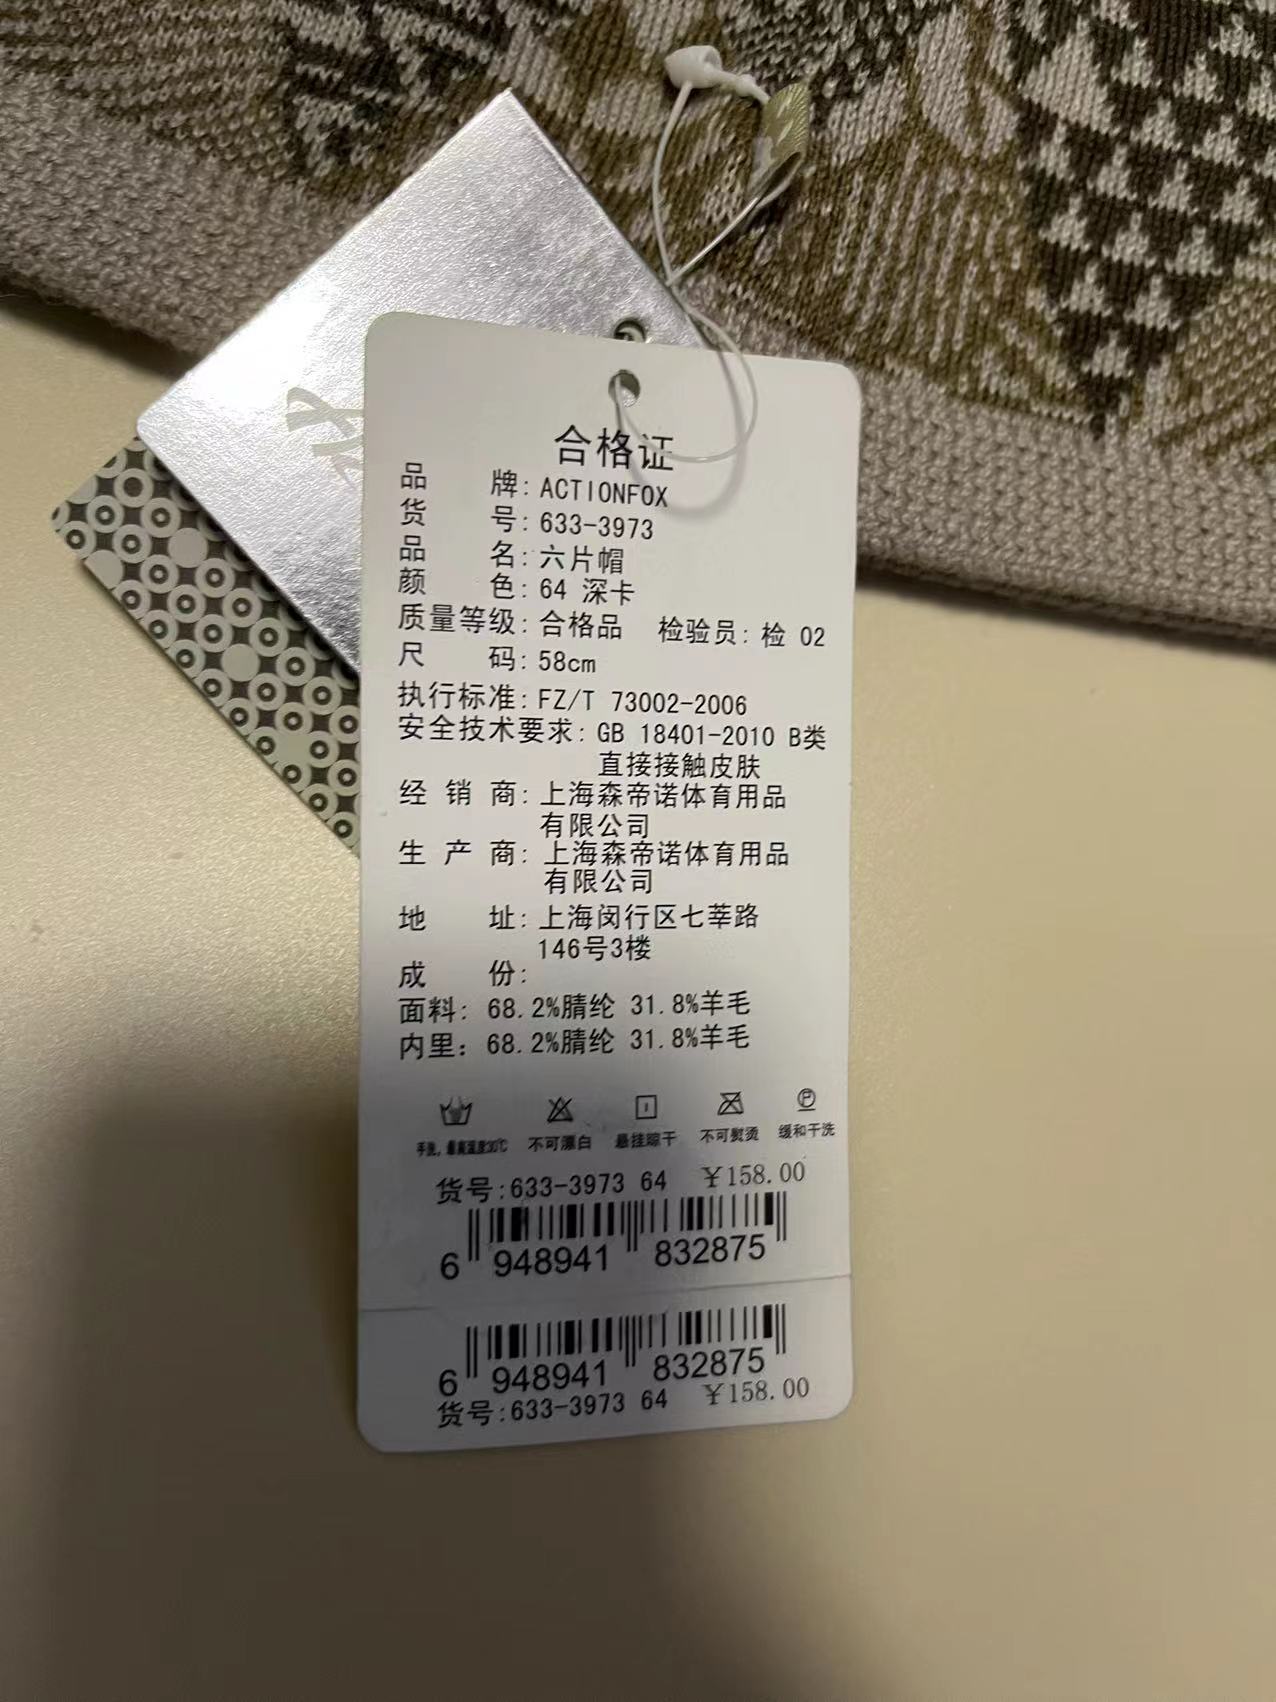 合格证
品 牌: ACTIONFOX
货 号: 633-3973
品 名: 六片帽
颜 色: 64 深卡
质量等级: 合格品 检验员: 检 02
尺 码: 58cm
执行标准: FZ/T 73002-2006
安全技术要求: GB 18401-2010 B类
直接接触皮肤
经 销 商: 上海森帝诺体育用品
有限公司
生 产 商: 上海森帝诺体育用品
有限公司
地 址: 上海闵行区七莘路
146号3楼
成 份:
面料: 68.2%腈纶 31.8%羊毛
内里: 68.2%腈纶 31.8%羊毛
手洗,最高温度30℃ 不可漂白 悬挂晾干 不可熨烫 缓和干洗
货号:633-3973 64 ￥158.00
6 948941 832875
6 948941 832875
货号:633-3973 64 ￥158.00